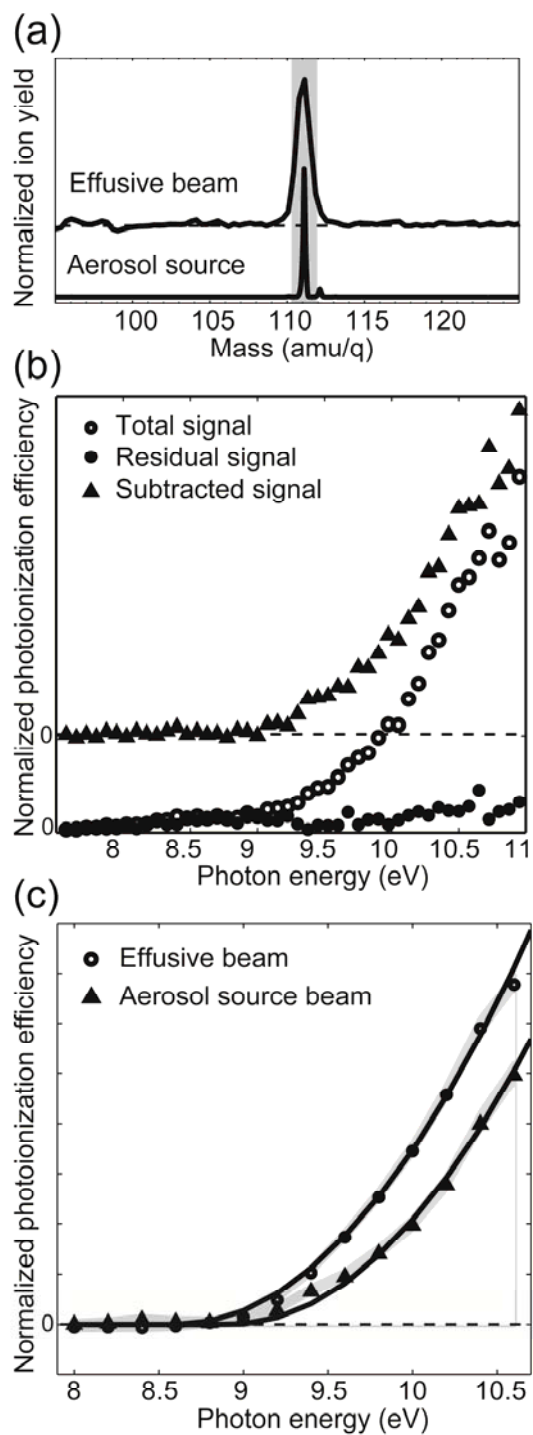 (a)
Normalized ion yield
Effusive beam
Aerosol source
100 105 110 115 120
Mass (amu/q)
(b)
Normalized photoionization efficiency
Total signal
Residual signal
Subtracted signal
0
0
8 8.5 9 9.5 10 10.5 11
Photon energy (eV)
(c)
Normalized photoionization efficiency
Effusive beam
Aerosol source beam
0
8 8.5 9 9.5 10 10.5
Photon energy (eV)